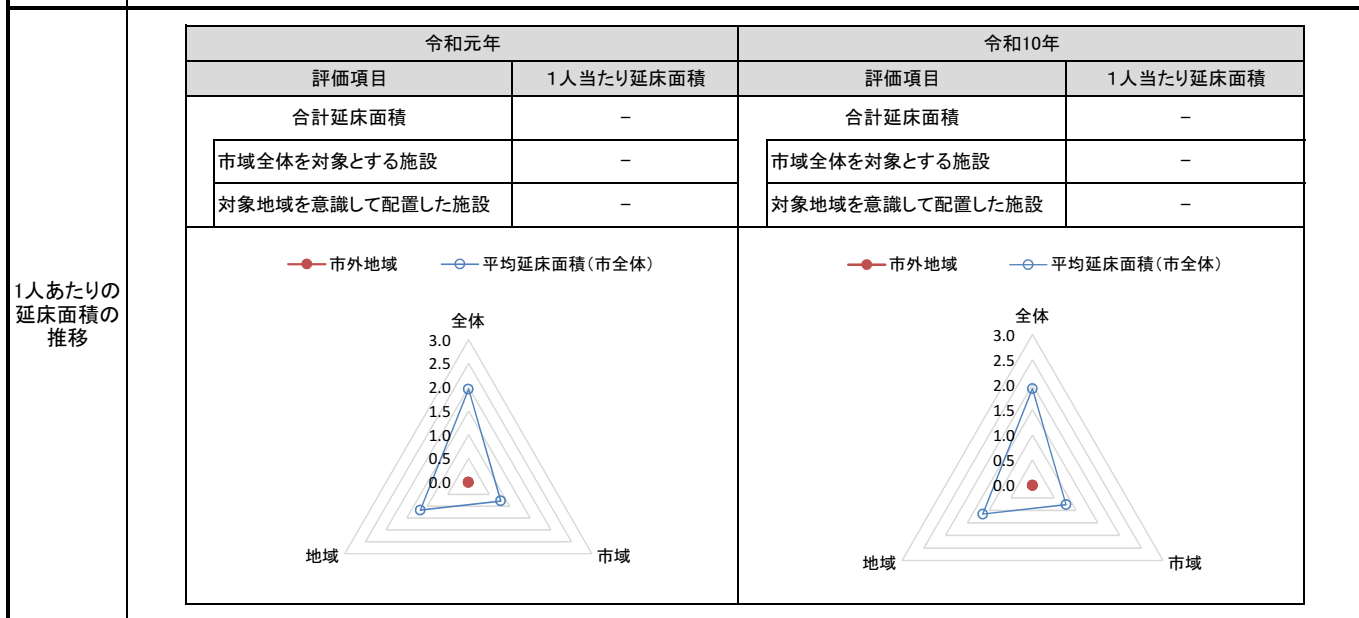 1人あたりの
延床面積の
推移
令和元年
令和10年
評価項目
1人当たり延床面積
評価項目
1人当たり延床面積
合計延床面積
－
合計延床面積
－
市域全体を対象とする施設
－
市域全体を対象とする施設
－
対象地域を意識して配置した施設
－
対象地域を意識して配置した施設
－
市外地域
平均延床面積(市全体)
全体
3.0
2.5
2.0
1.5
1.0
0.5
0.0
地域
市域
市外地域
平均延床面積(市全体)
全体
3.0
2.5
2.0
1.5
1.0
0.5
0.0
地域
市域